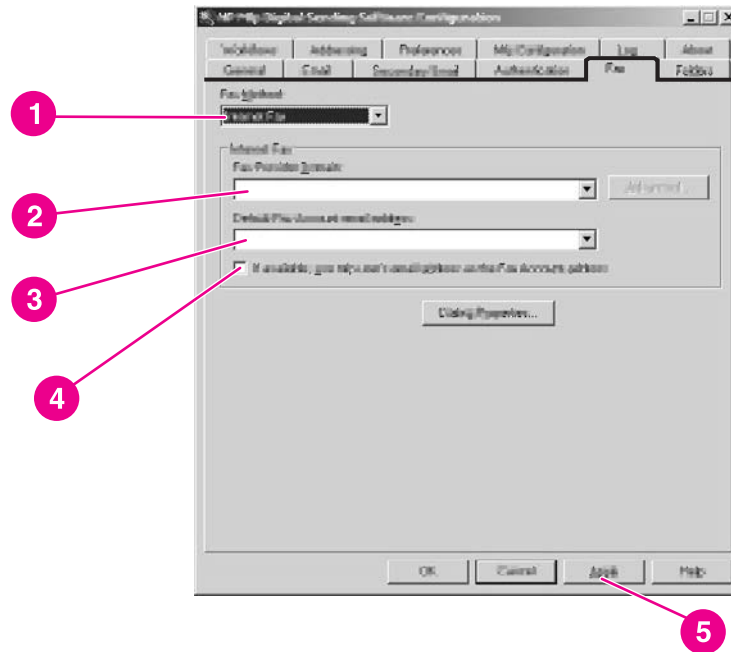 HP Mfp Digital Sending Software Configuration
Workflows Addressing Preferences Mfp Configuration Log About
General Email Secondary Email Authentication Fax Folders
Fax Method:
1 Internet Fax
Internet Fax
Fax Provider Domain:
2 Advanced...
Default Fax Account email address:
3
If available, use mfp user's email address as the Fax Account address
4
Dialing Properties...
OK Cancel Apply Help
5